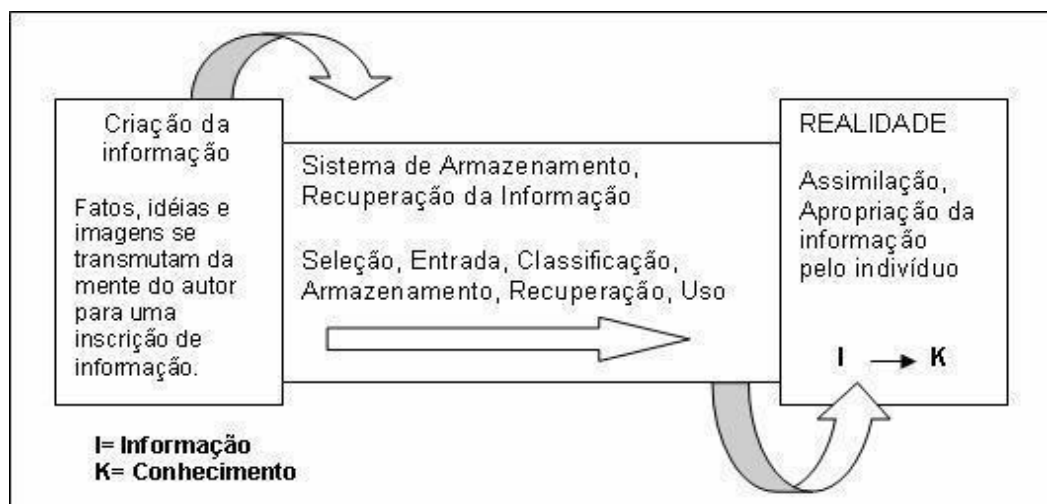 Criação da
informação
Fatos, idéias e
imagens se
transmutam da
mente do autor
para uma
inscrição de
informação.
Sistema de Armazenamento,
Recuperação da Informação
Seleção, Entrada, Classificação,
Armazenamento, Recuperação, Uso
REALIDADE
Assimilação,
Apropriação da
informação
pelo indivíduo
I K
I= Informação
K= Conhecimento